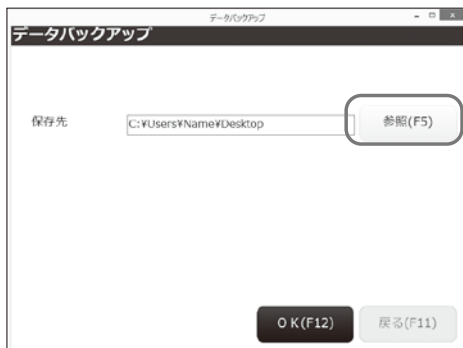 データバックアップ
データバックアップ
保存先
C:¥Users¥Name¥Desktop
参照(F5)
O K(F12)
戻る(F11)